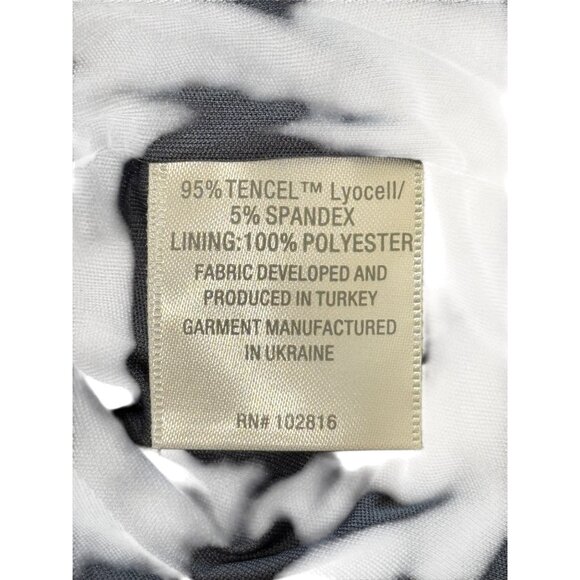 95% TENCEL™ Lyocell/
5% SPANDEX
LINING:100% POLYESTER
FABRIC DEVELOPED AND
PRODUCED IN TURKEY
GARMENT MANUFACTURED
IN UKRAINE
RN# 102816